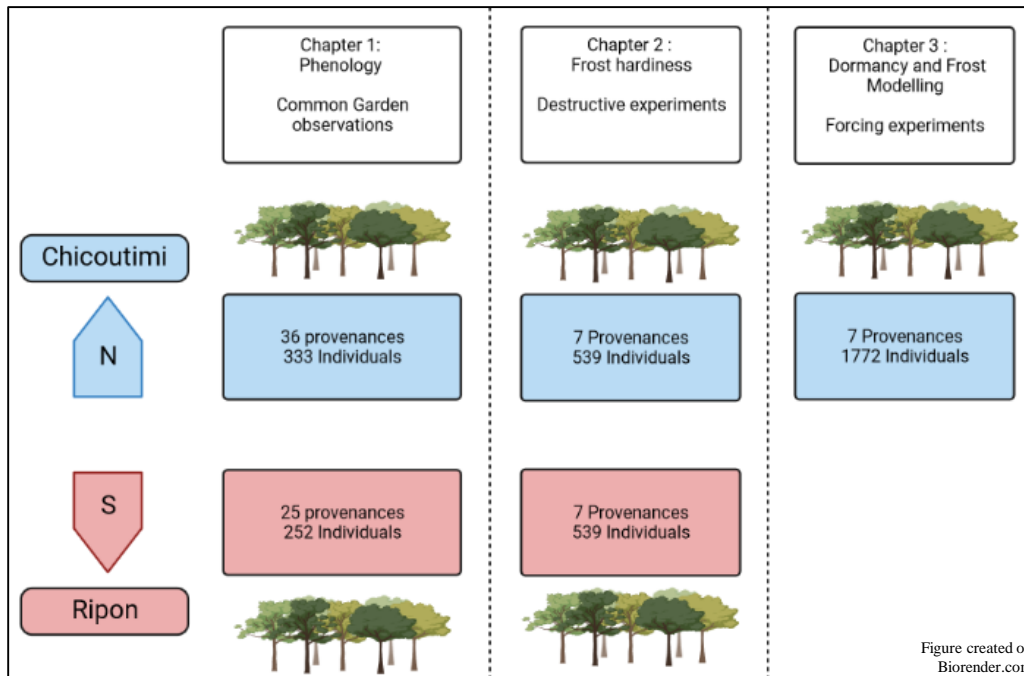 Chapter 1:
Phenology
Common Garden
observations
Chapter 2 :
Frost hardiness
Destructive experiments
Chapter 3 :
Dormancy and Frost
Modelling
Forcing experiments
Chicoutimi
N
36 provenances
333 Individuals
7 Provenances
539 Individuals
7 Provenances
1772 Individuals
S
25 provenances
252 Individuals
7 Provenances
539 Individuals
Ripon
Figure created